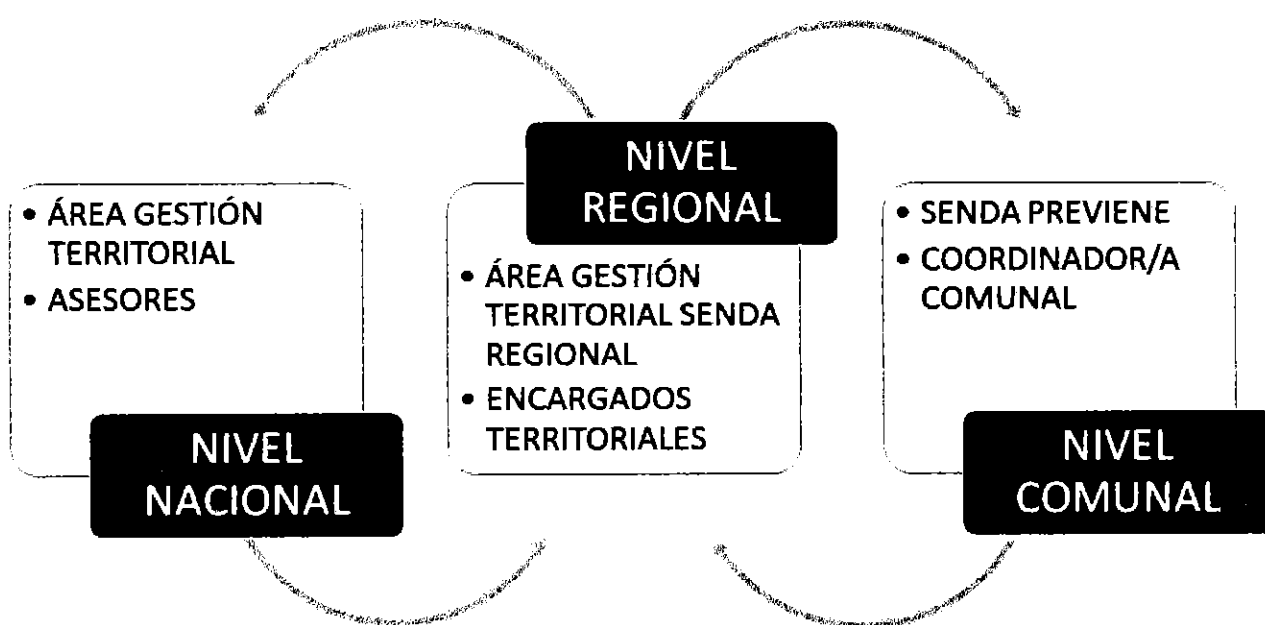 • ÁREA GESTIÓN
TERRITORIAL
• ASESORES
NIVEL
NACIONAL
NIVEL
REGIONAL
• ÁREA GESTIÓN
TERRITORIAL SENDA
REGIONAL
• ENCARGADOS
TERRITORIALES
• SENDA PREVIENE
• COORDINADOR/A
COMUNAL
NIVEL
COMUNAL